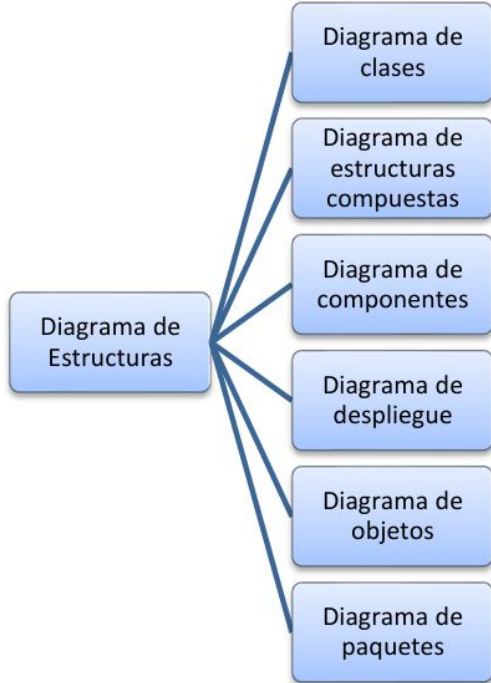 Diagrama de
Estructuras
Diagrama de
clases
Diagrama de
estructuras
compuestas
Diagrama de
componentes
Diagrama de
despliegue
Diagrama de
objetos
Diagrama de
paquetes